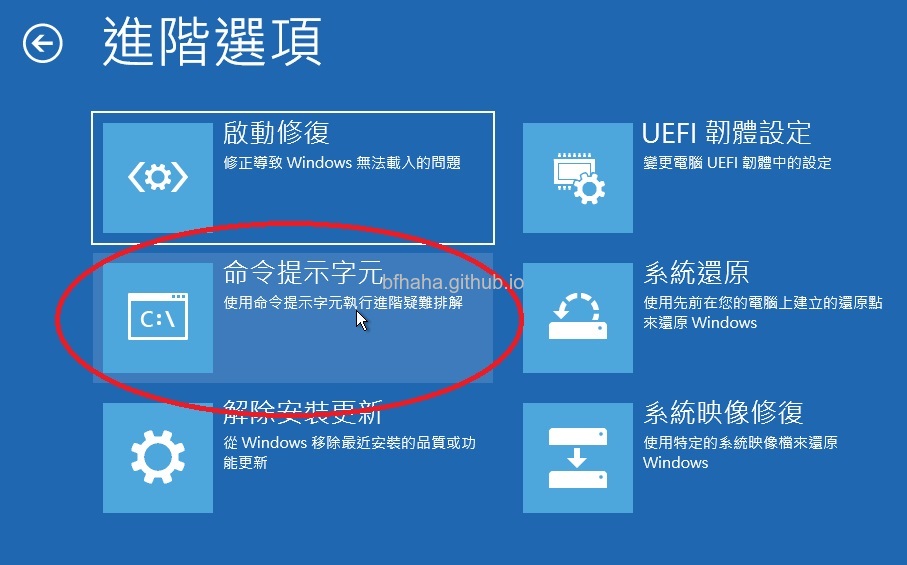 進階選項
啟動修復
修正導致 Windows 無法載入的問題
UEFI 韌體設定
變更電腦 UEFI 韌體中的設定
命令提示字元
bfhaha.github.io
使用命令提示字元執行進階疑難排解
C:\
系統還原
使用先前在您的電腦上建立的還原點
來還原 Windows
解除安裝更新
從 Windows 移除最近安裝的品質或功
能更新
系統映像修復
使用特定的系統映像檔來還原
Windows